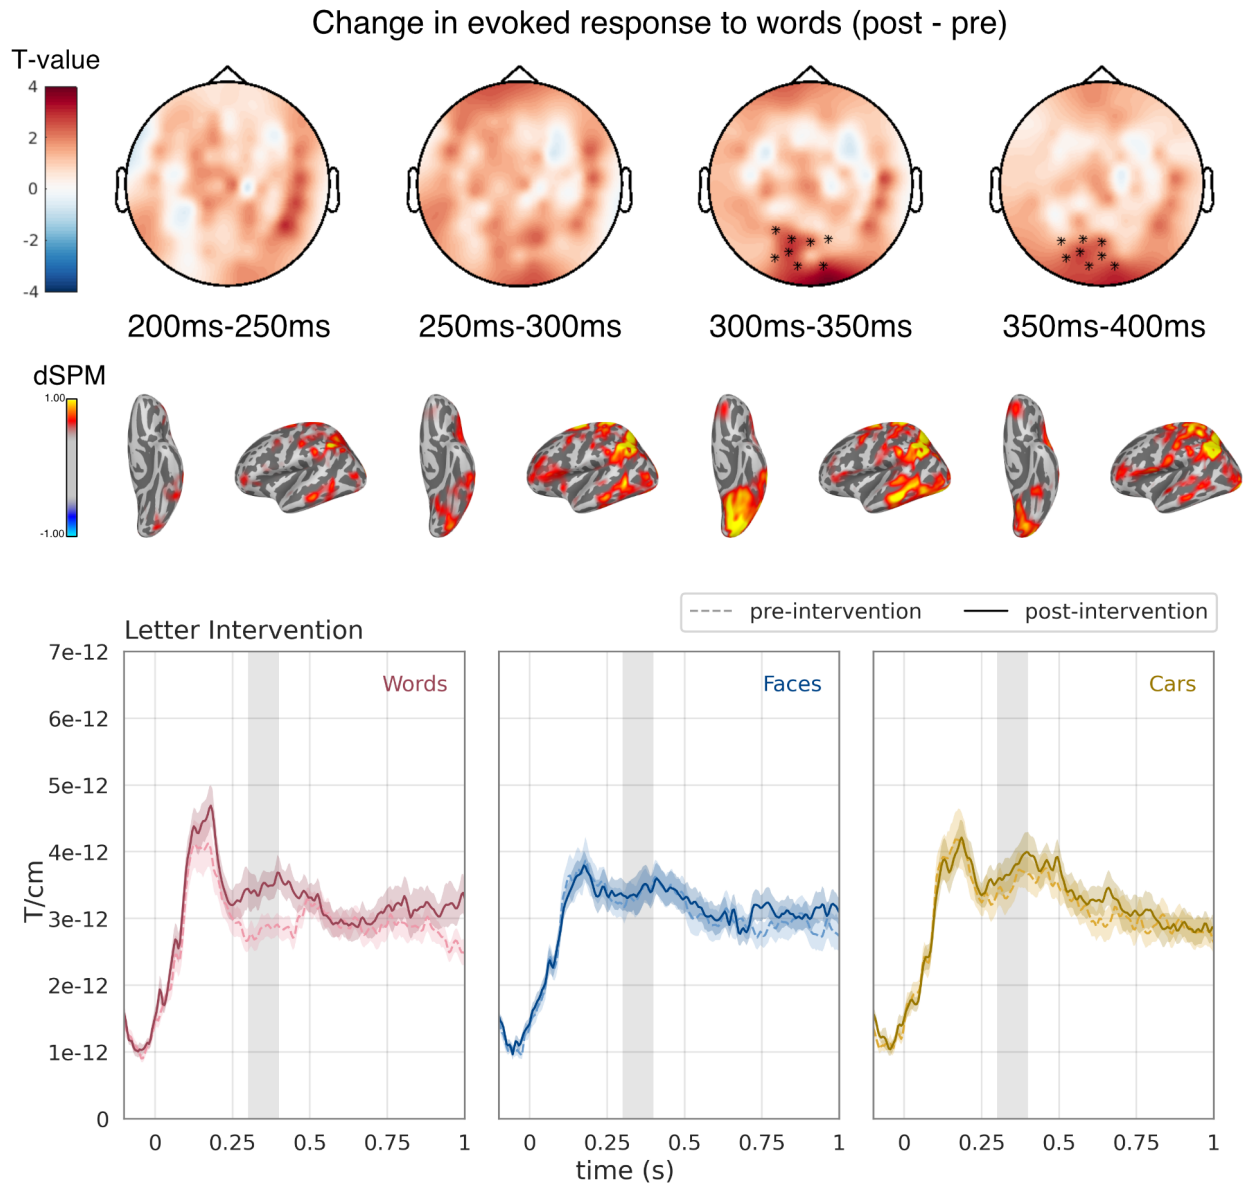 Change in evoked response to words (post - pre)
T-value
4
2
0
-2
-4
200ms-250ms
250ms-300ms
300ms-350ms
350ms-400ms
dSPM
1.00
-1.00
pre-intervention
post-intervention
Letter Intervention
7e-12
6e-12
5e-12
4e-12
3e-12
2e-12
1e-12
0
T/cm
Words
Faces
Cars
0 0.25 0.5 0.75 1
0 0.25 0.5 0.75 1
0 0.25 0.5 0.75 1
time (s)